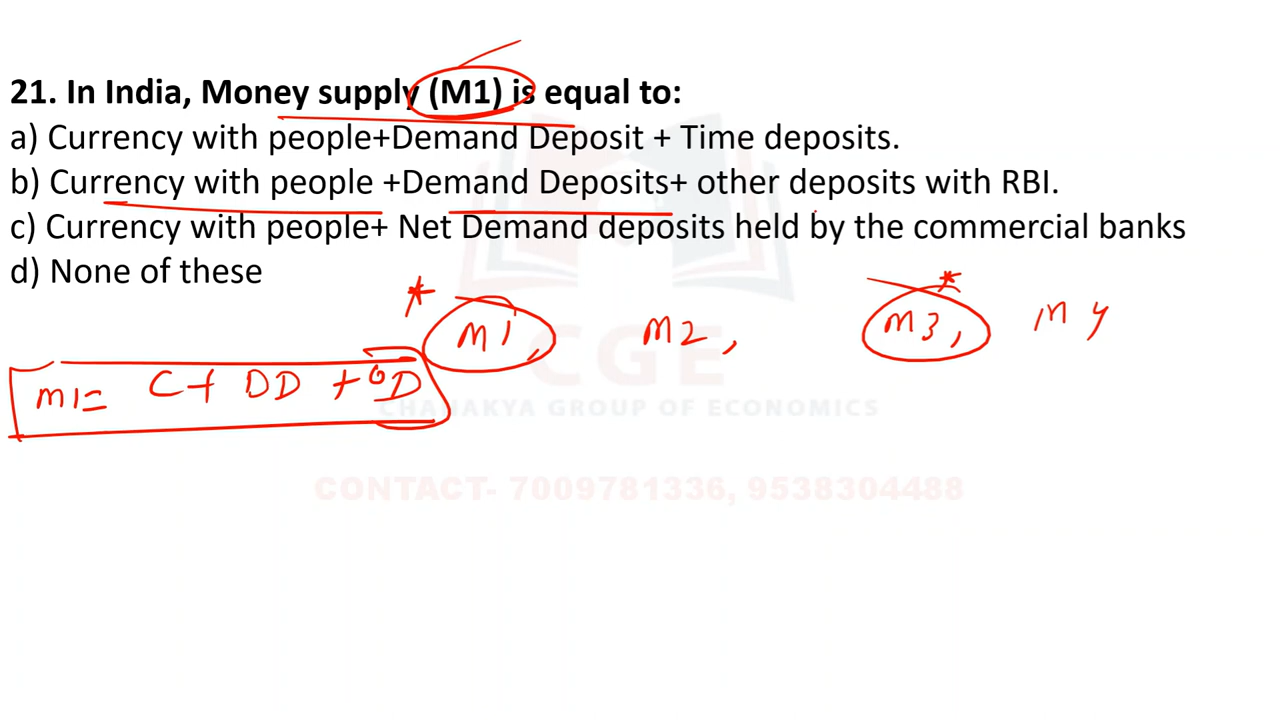 21. In India, Money supply (M1) is equal to:
a) Currency with people+Demand Deposit + Time deposits.
b) Currency with people +Demand Deposits+ other deposits with RBI.
c) Currency with people+ Net Demand deposits held by the commercial banks
d) None of these
* *
M1, M2, M3, M4
M1= C+ DD +OD
CGE
CHANAKYA GROUP OF ECONOMICS
CONTACT- 7009781336, 9538304488